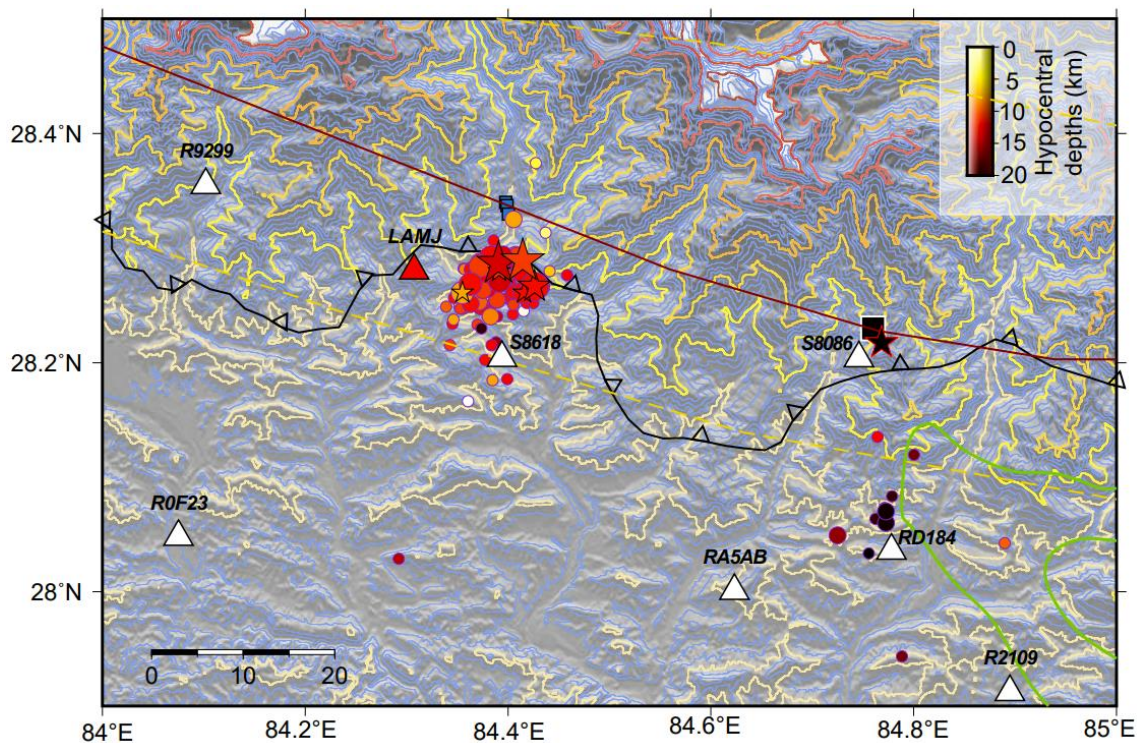 0
5
10
15
20
Hypocentral
depths (km)
28.4°N
R9299
LAMJ
28.2°N
S8618
S8086
R0F23
RD184
RA5AB
28°N
R2109
0 10 20
84°E 84.2°E 84.4°E 84.6°E 84.8°E 85°E